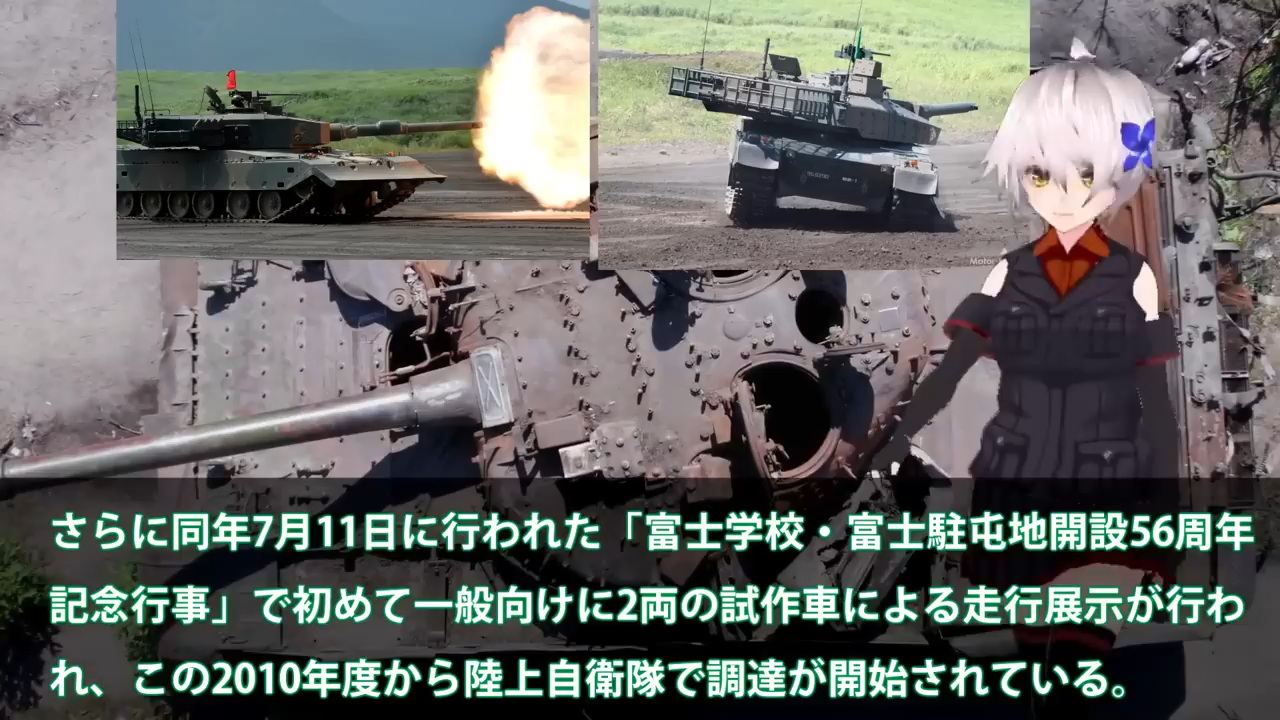 Motor
さらに同年7月11日に行われた「富士学校・富士駐屯地開設56周年
記念行事」で初めて一般向けに2両の試作車による走行展示が行わ
れ、この2010年度から陸上自衛隊で調達が開始されている。